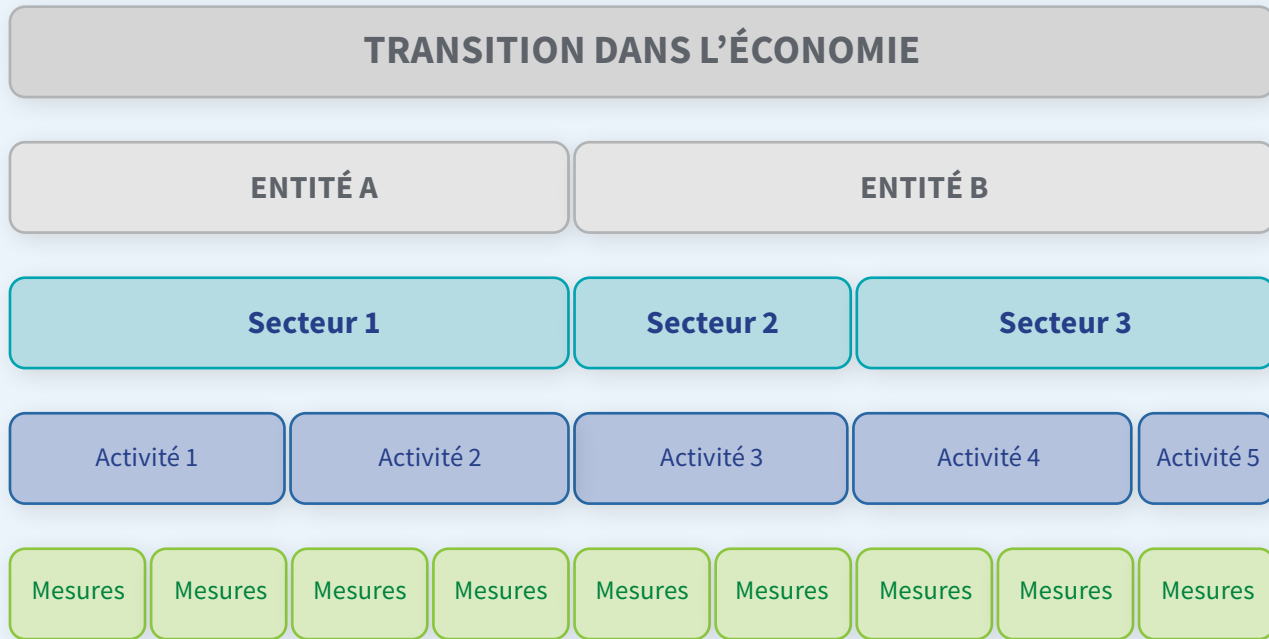 TRANSITION DANS L’ÉCONOMIE
ENTITÉ A ENTITÉ B
Secteur 1 Secteur 2 Secteur 3
Activité 1 Activité 2 Activité 3 Activité 4 Activité 5
Mesures Mesures Mesures Mesures Mesures Mesures Mesures Mesures Mesures